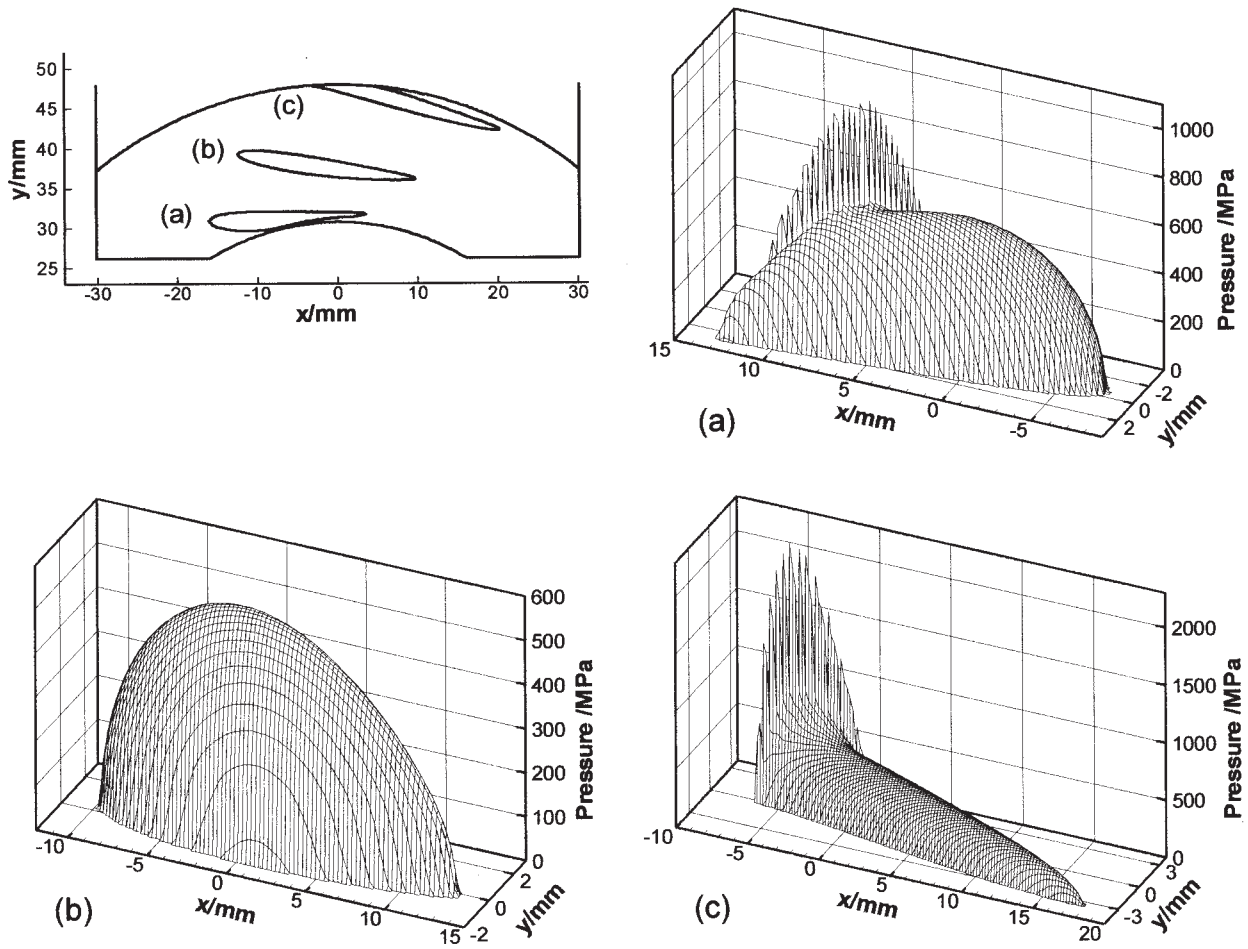 50
45
40
35
30
25
y/mm
(c)
(b)
(a)
-30 -20 -10 0 10 20 30
x/mm
1000
800
600
400
200
0
Pressure /MPa
15 10 5 0 -5
x/mm
-2 0 2
y/mm
(a)
600
500
400
300
200
100
0
Pressure /MPa
-10 -5 0 5 10 15
x/mm
2
0
-2
y/mm
(b)
2000
1500
1000
500
0
Pressure /MPa
-10 -5 0 5 10 15 20
x/mm
3
0
-3
y/mm
(c)